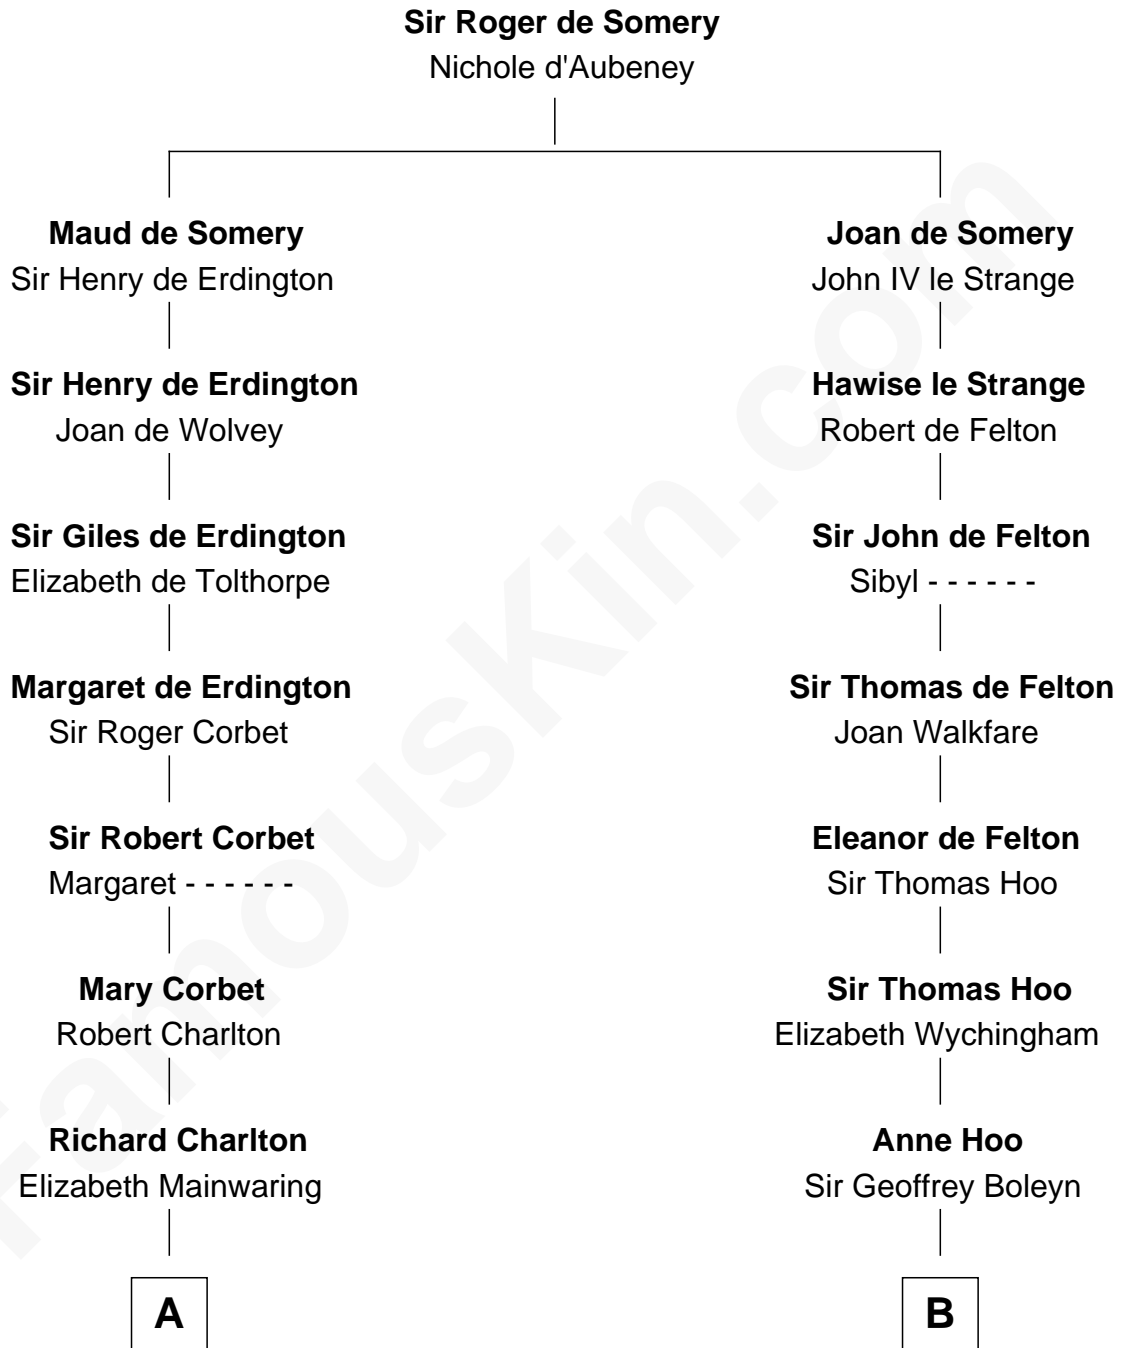 Sir Roger de Somery
Nichole d'Aubeney
Maud de Somery
Sir Henry de Erdington
Joan de Somery
John IV le Strange
Sir Henry de Erdington
Joan de Wolvey
Hawise le Strange
Robert de Felton
Sir Giles de Erdington
Elizabeth de Tolthorpe
Sir John de Felton
Sibyl - - - - - -
Margaret de Erdington
Sir Roger Corbet
Sir Thomas de Felton
Joan Walkfare
Sir Robert Corbet
Margaret - - - - - -
Eleanor de Felton
Sir Thomas Hoo
Mary Corbet
Robert Charlton
Sir Thomas Hoo
Elizabeth Wychingham
Richard Charlton
Elizabeth Mainwaring
Anne Hoo
Sir Geoffrey Boleyn
A
B
FamousKin.com